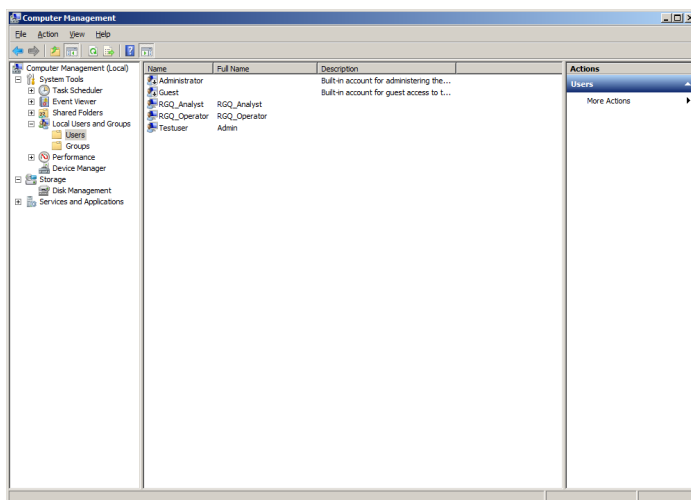 Computer Management
File Action View Help
Computer Management (Local)
System Tools
Task Scheduler
Event Viewer
Shared Folders
Local Users and Groups
Users
Groups
Performance
Device Manager
Storage
Disk Management
Services and Applications
Name Full Name Description
Administrator Built-in account for administering the...
Guest Built-in account for guest access to t...
RGQ_Analyst RGQ_Analyst
RGQ_Operator RGQ_Operator
Testuser Admin
Actions
Users
More Actions